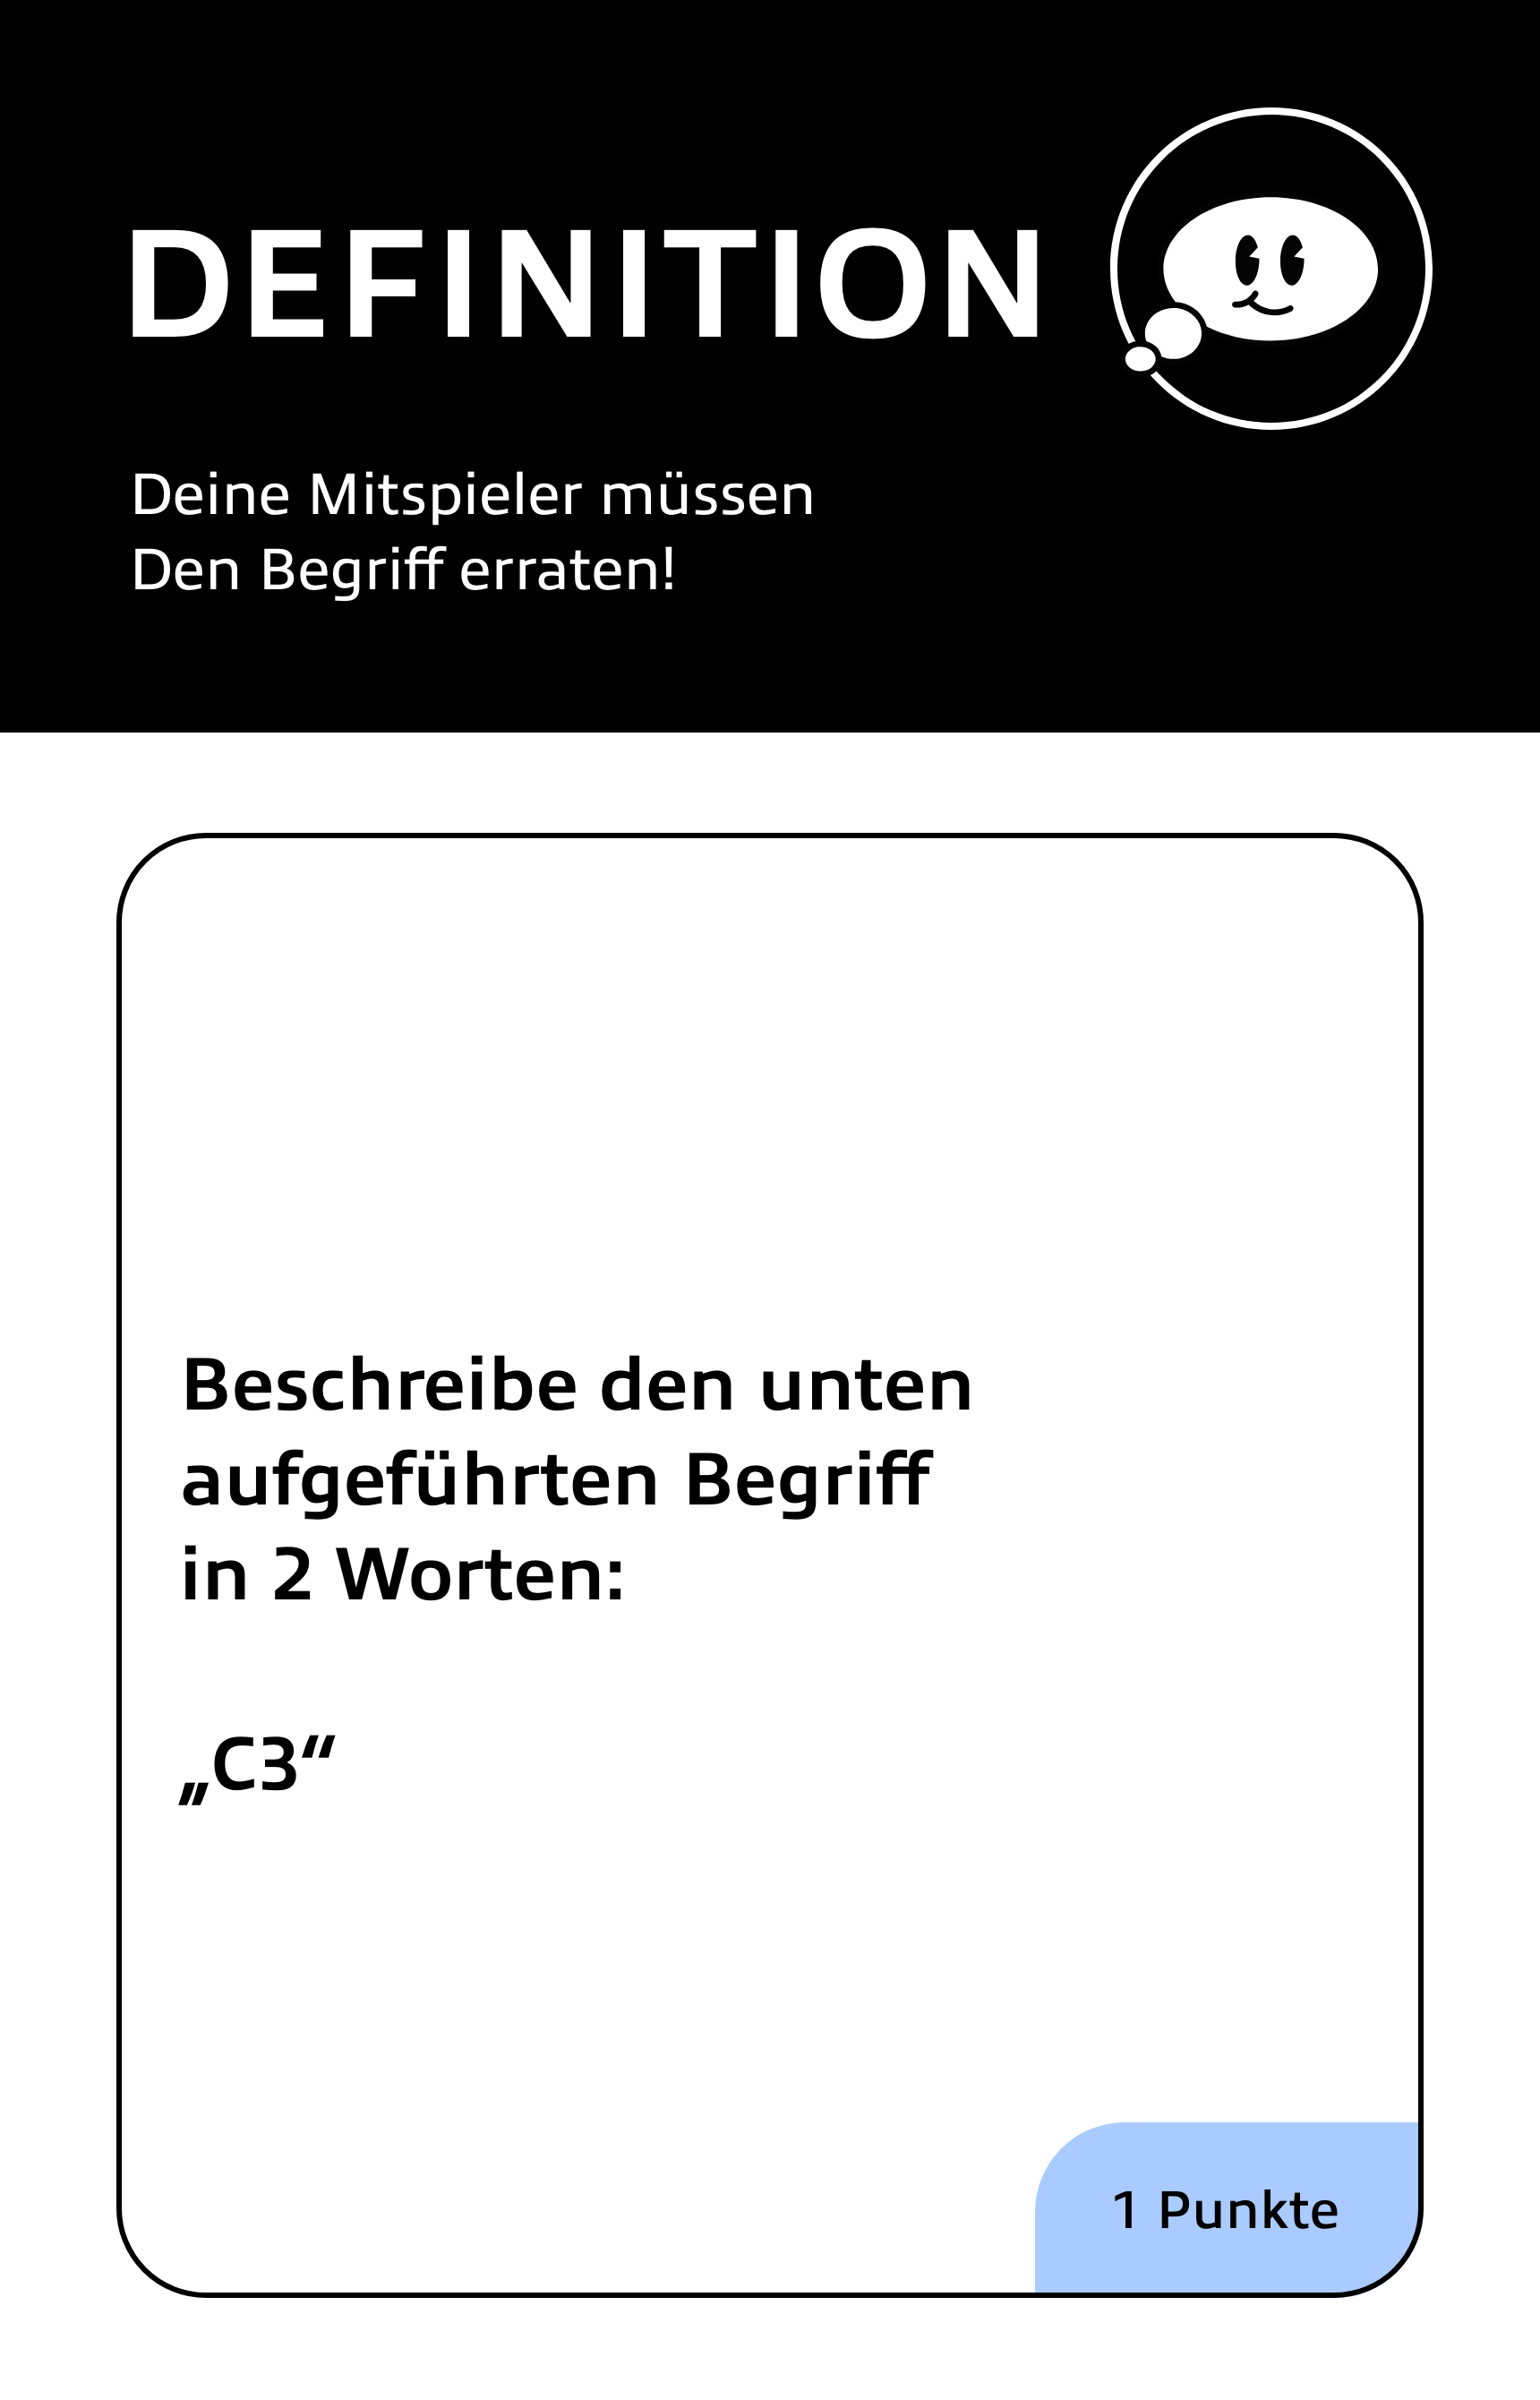 DEFINITION
Deine Mitspieler müssen
Den Begriff erraten!
Beschreibe den unten
aufgeführten Begriff
in 2 Worten:
„C3“
1 Punkte